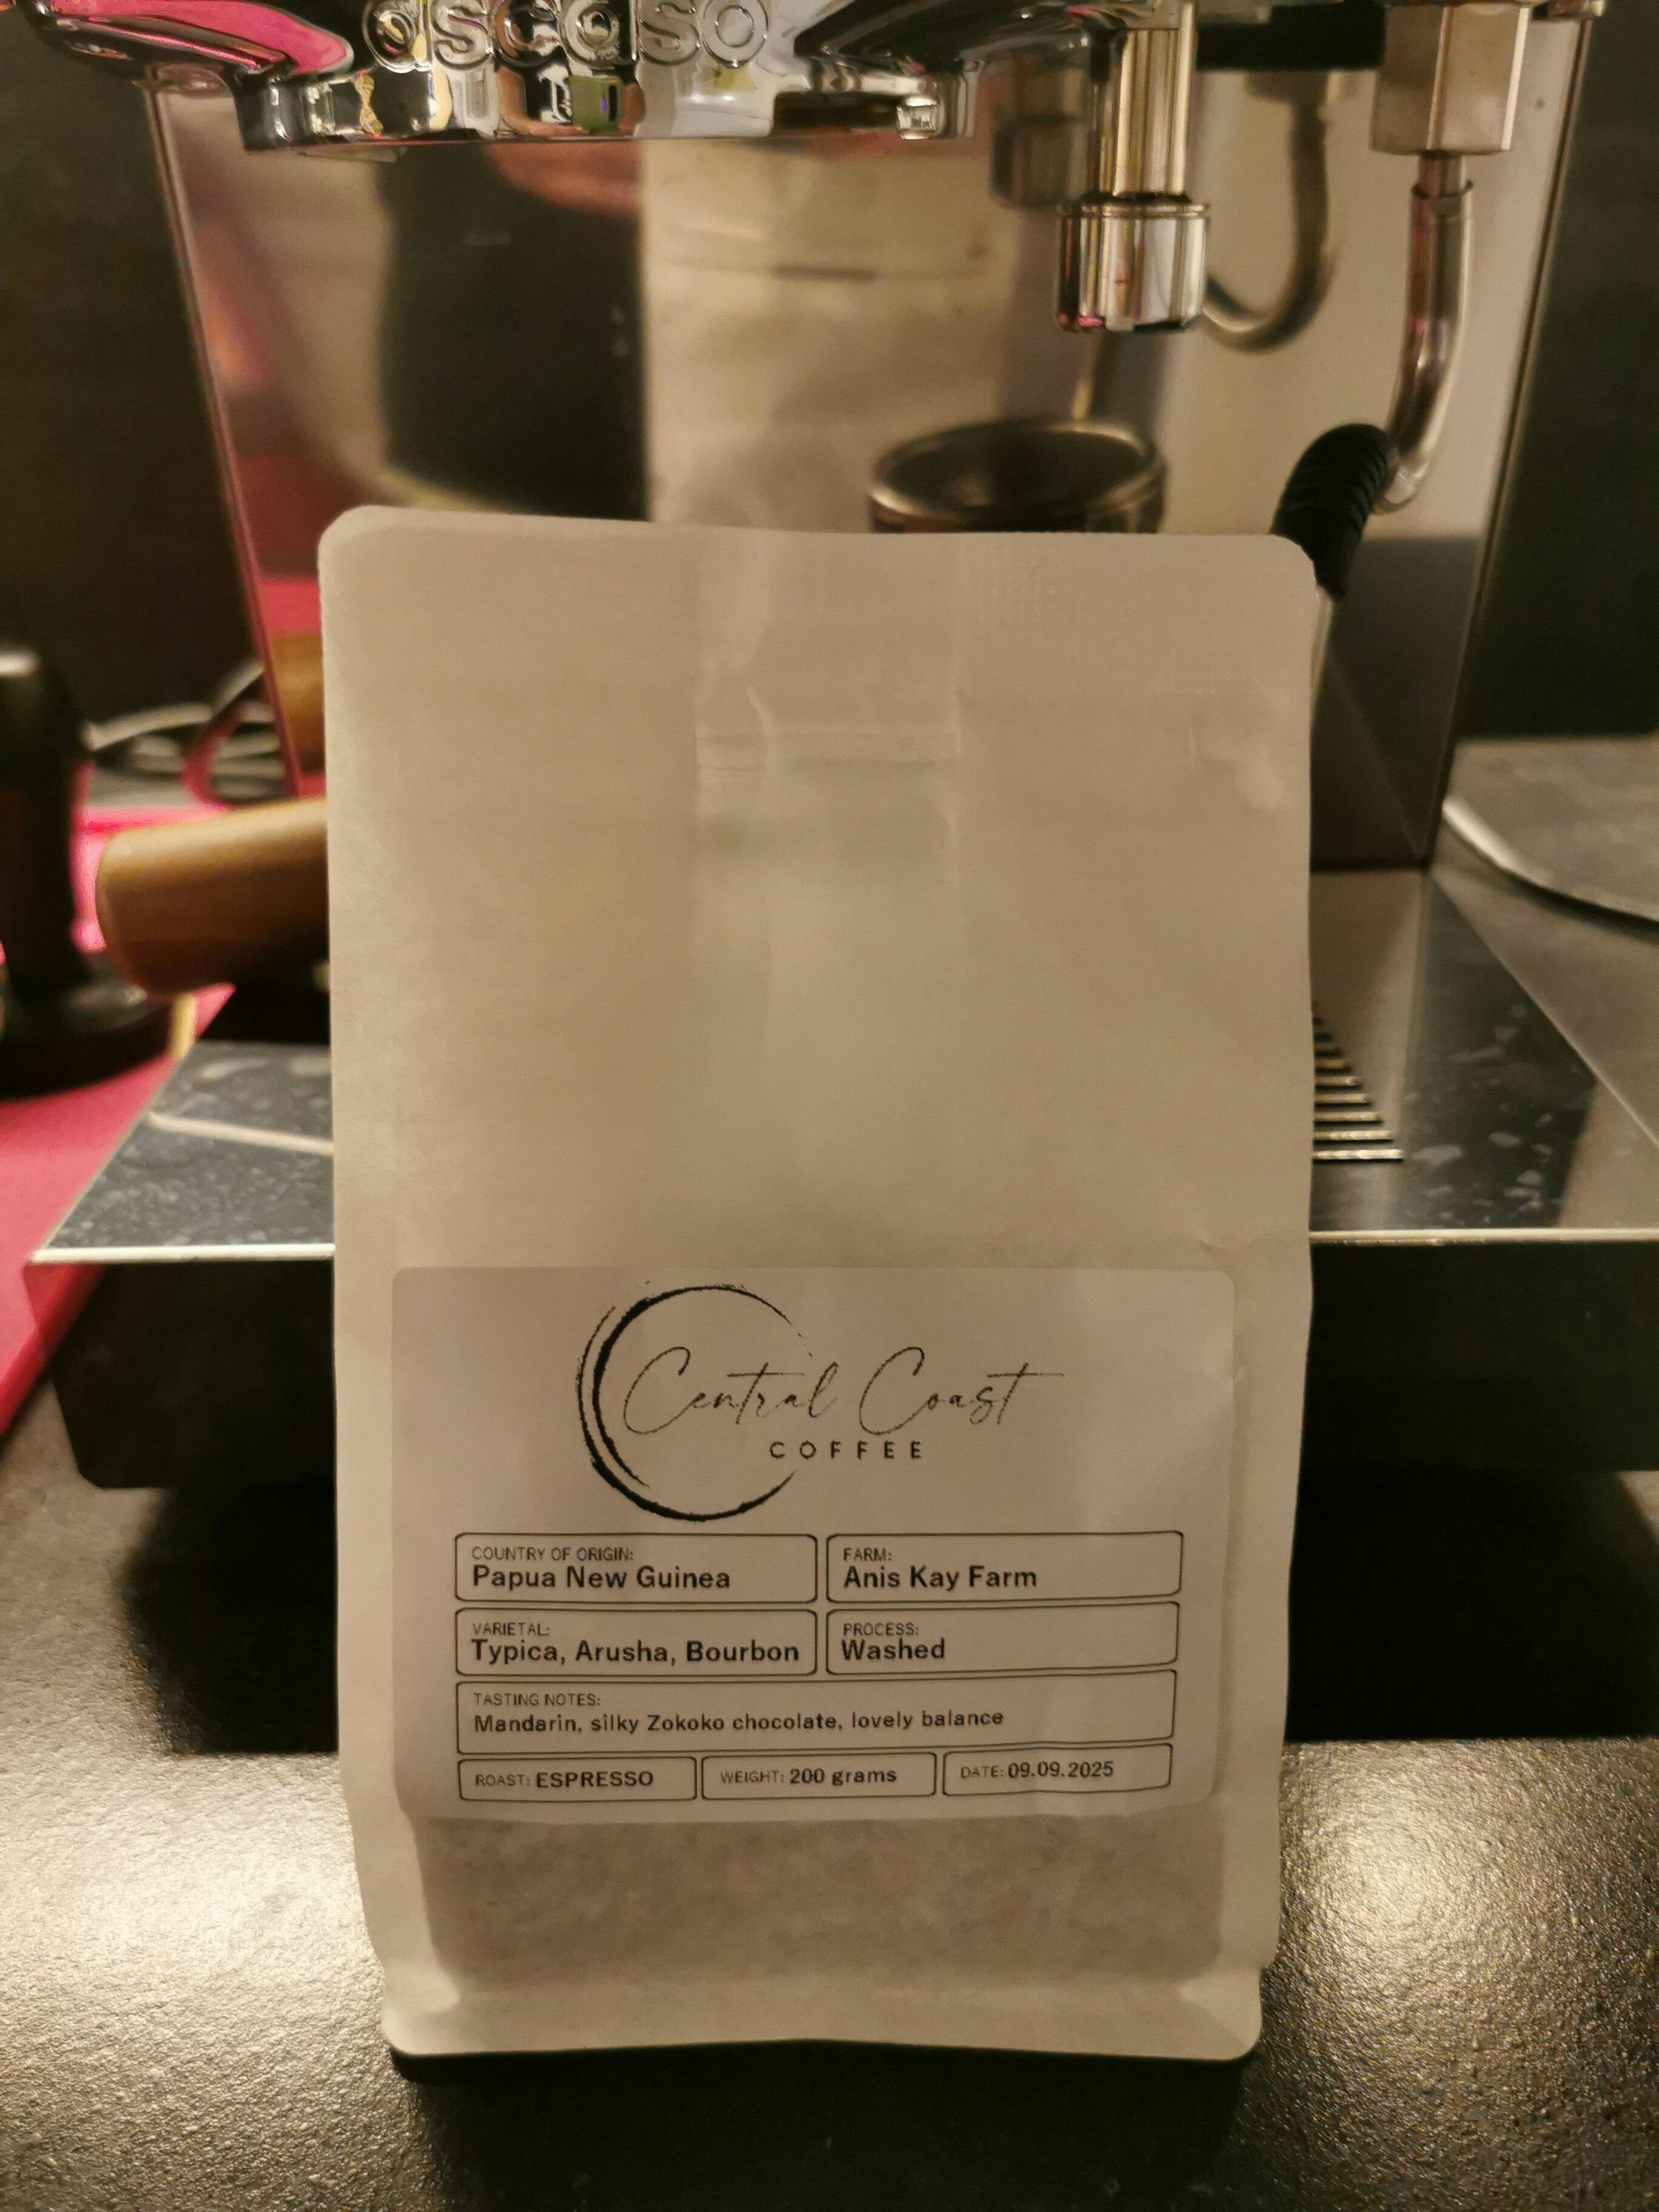 ascaso
Central Coast
COFFEE
COUNTRY OF ORIGIN:
Papua New Guinea
FARM:
Anis Kay Farm
VARIETAL:
Typica, Arusha, Bourbon
PROCESS:
Washed
TASTING NOTES:
Mandarin, silky Zokoko chocolate, lovely balance
ROAST: ESPRESSO
WEIGHT: 200 grams
DATE: 09.09.2025